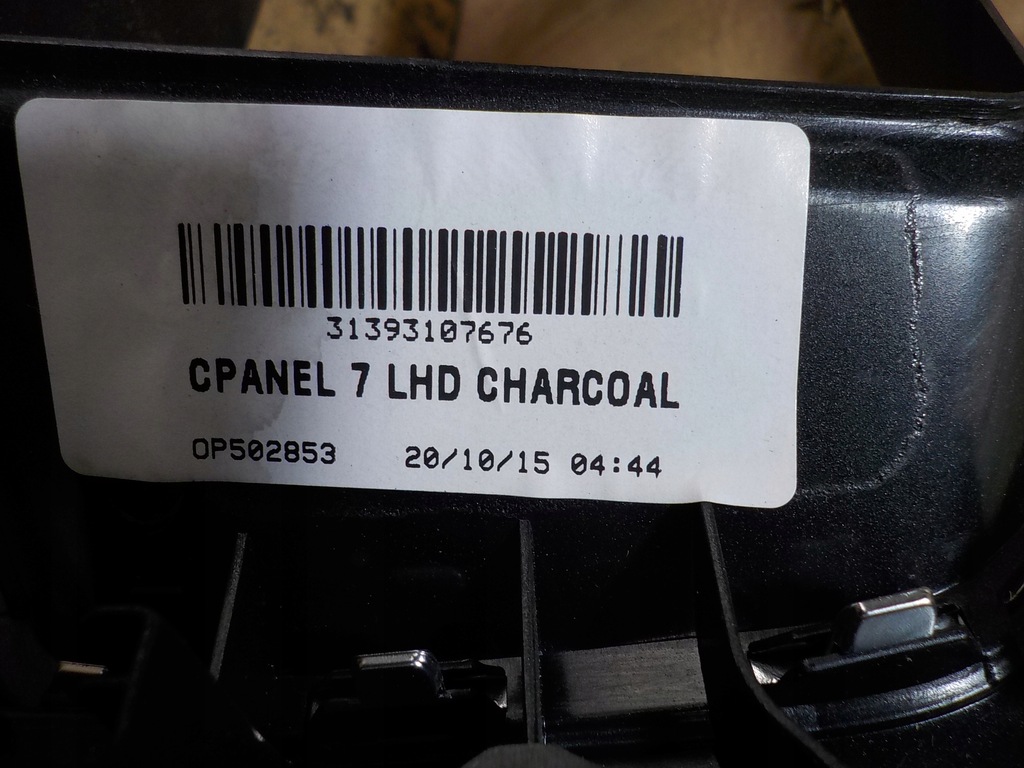 31393107676
CPANEL 7 LHD CHARCOAL
OP502853 20/10/15 04:44